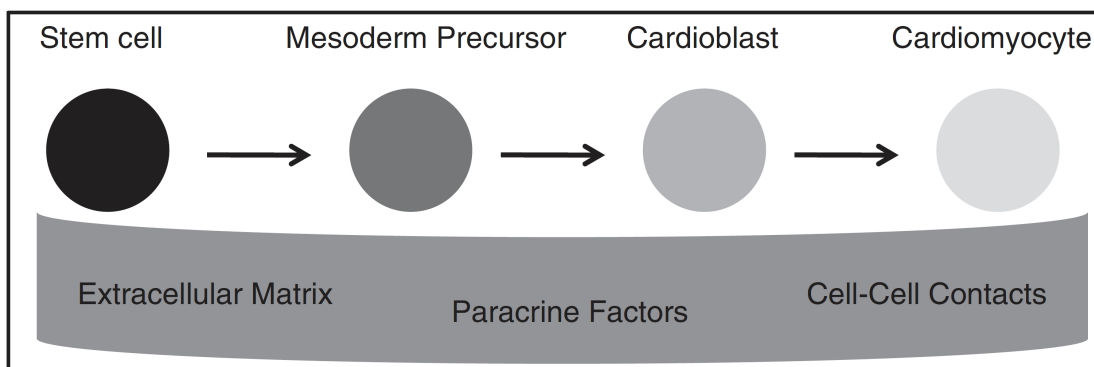 Stem cell
Mesoderm Precursor
Cardioblast
Cardiomyocyte
Extracellular Matrix
Paracrine Factors
Cell-Cell Contacts